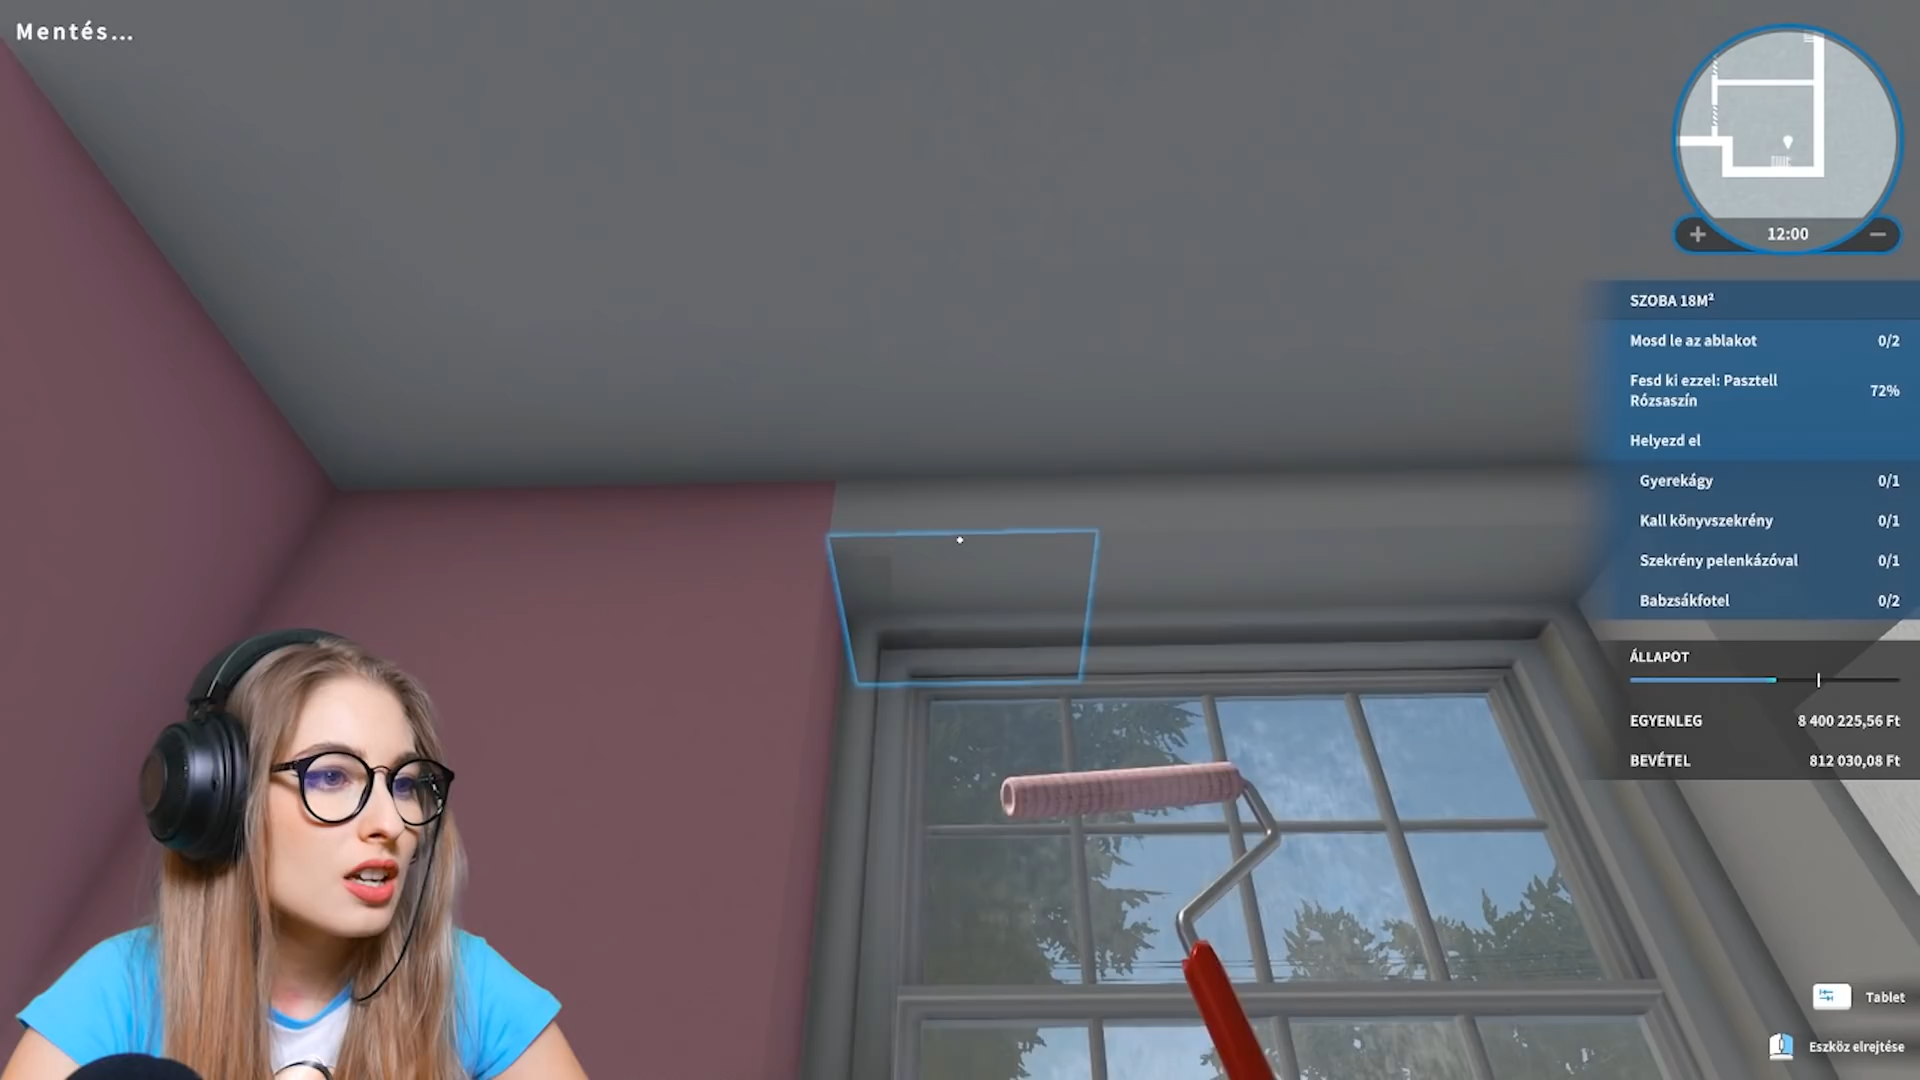 Mentés...
12:00
SZOBA 18M²
Mosd le az ablakot 0/2
Fesd ki ezzel: Pasztell
Rózsaszín 72%
Helyezd el
Gyerekágy 0/1
Kall könyvszekrény 0/1
Szekrény pelenkázóval 0/1
Babzsákfotel 0/2
ÁLLAPOT
EGYENLEG 8 400 225,56 Ft
BEVÉTEL 812 030,08 Ft
Tablet
Eszköz elrejtése